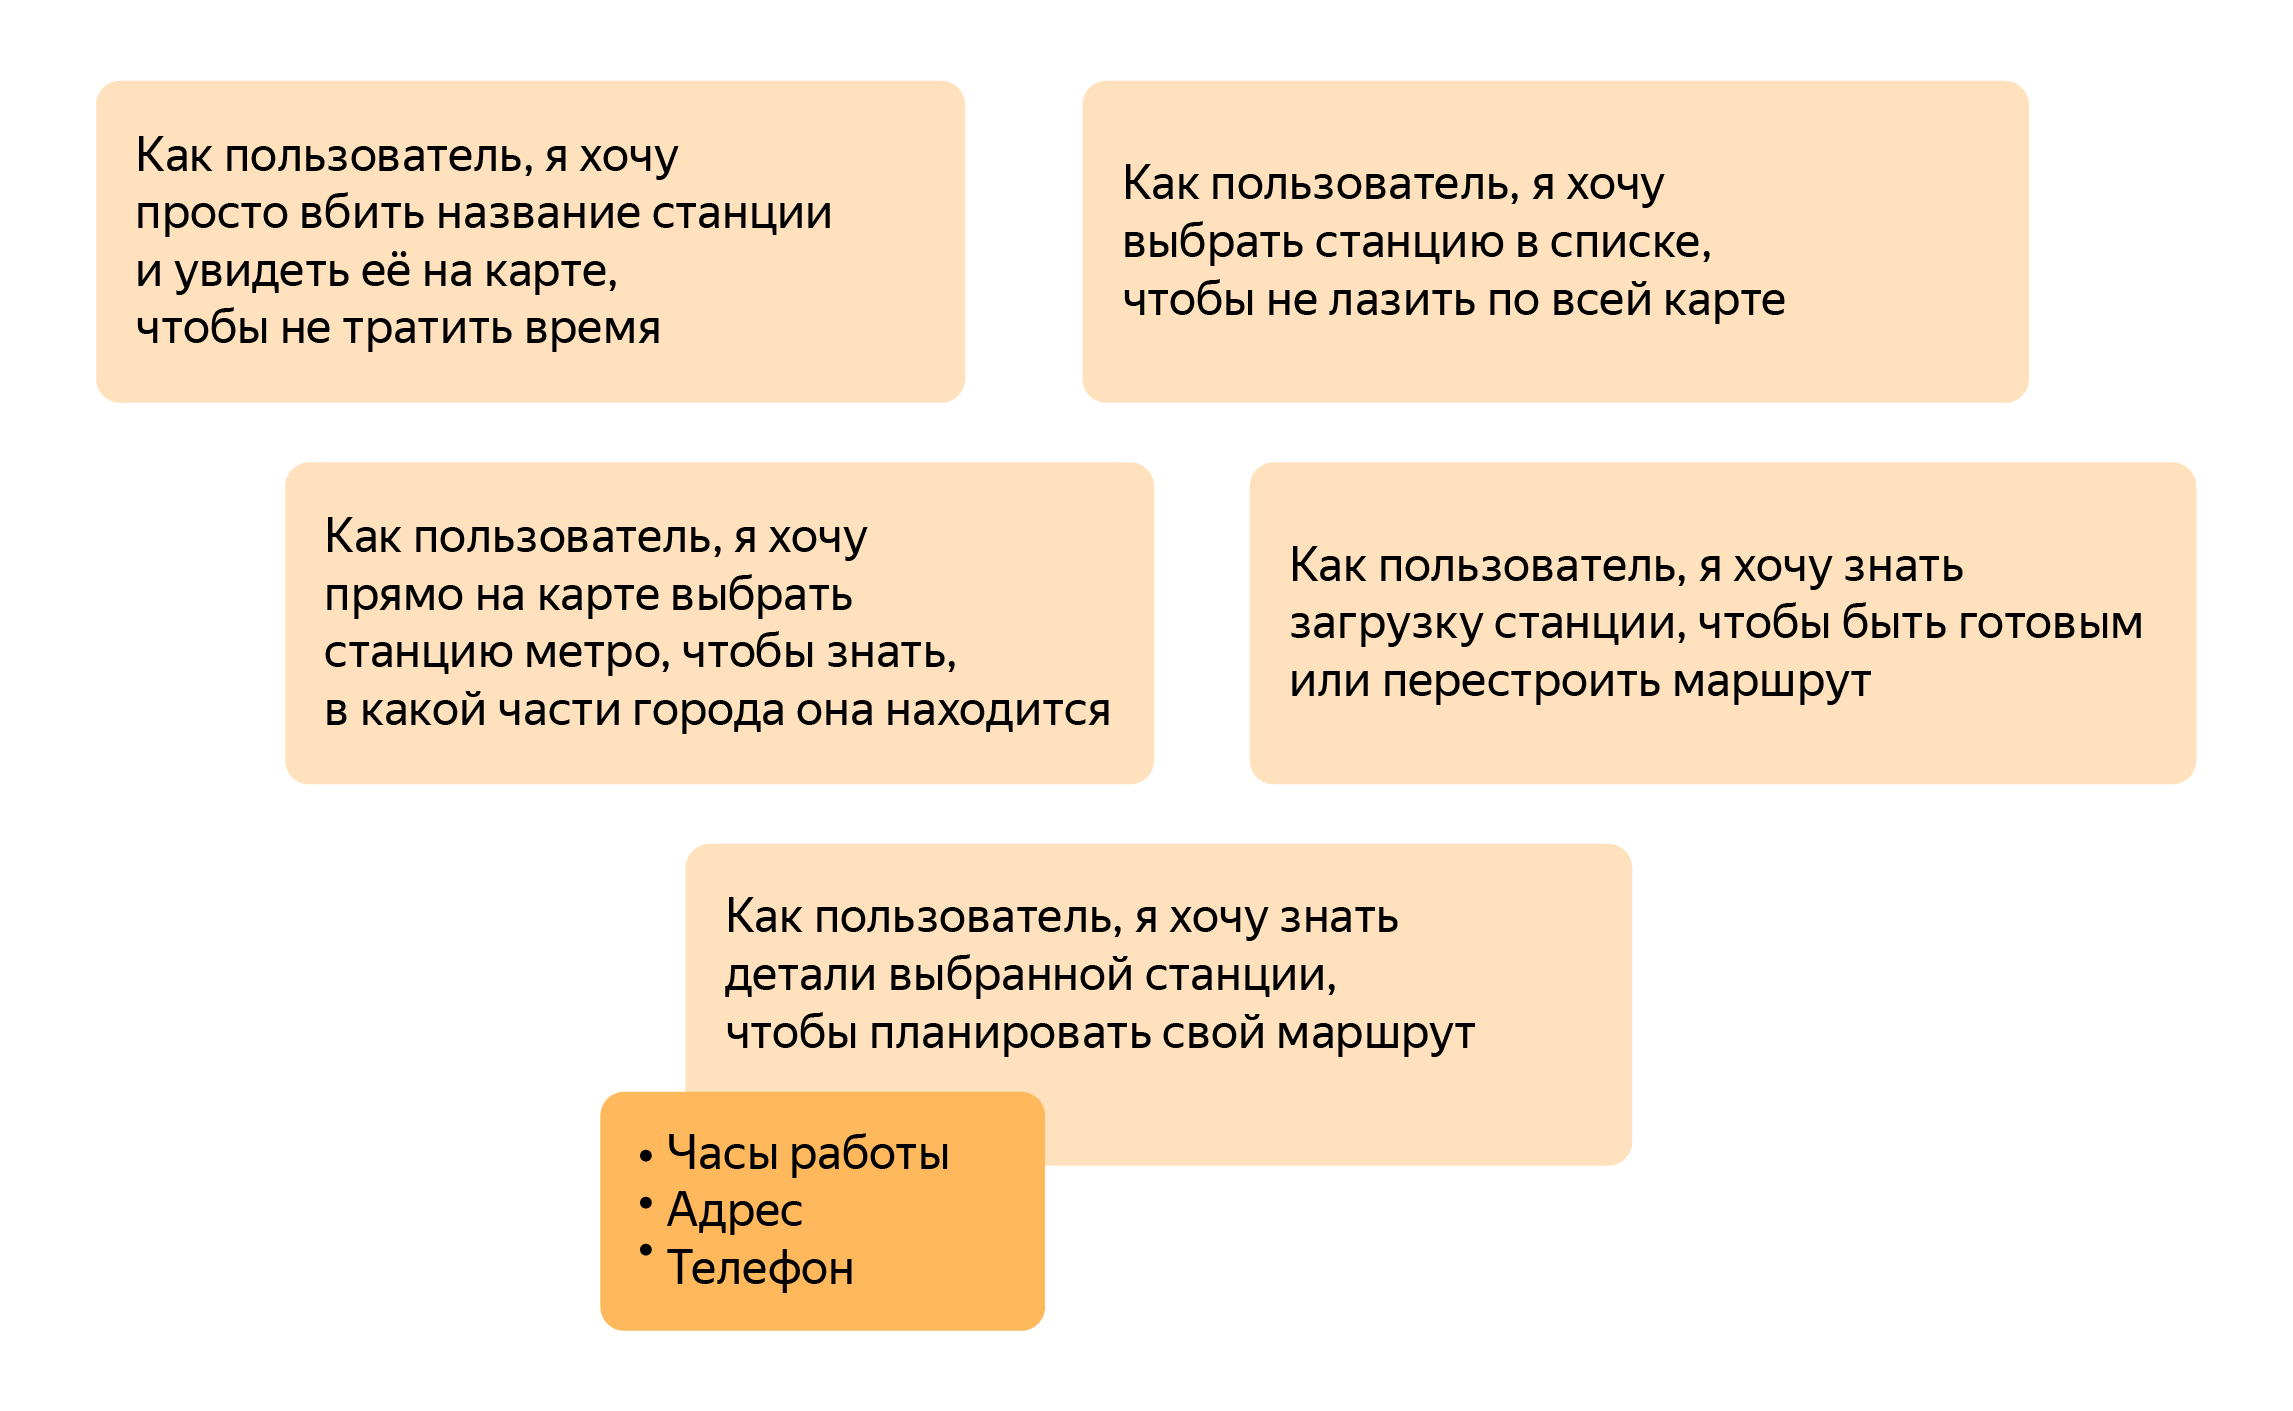 Как пользователь, я хочу
просто вбить название станции
и увидеть её на карте,
чтобы не тратить время
Как пользователь, я хочу
выбрать станцию в списке,
чтобы не лазить по всей карте
Как пользователь, я хочу
прямо на карте выбрать
станцию метро, чтобы знать,
в какой части города она находится
Как пользователь, я хочу знать
загрузку станции, чтобы быть готовым
или перестроить маршрут
Как пользователь, я хочу знать
детали выбранной станции,
чтобы планировать свой маршрут
• Часы работы
• Адрес
• Телефон